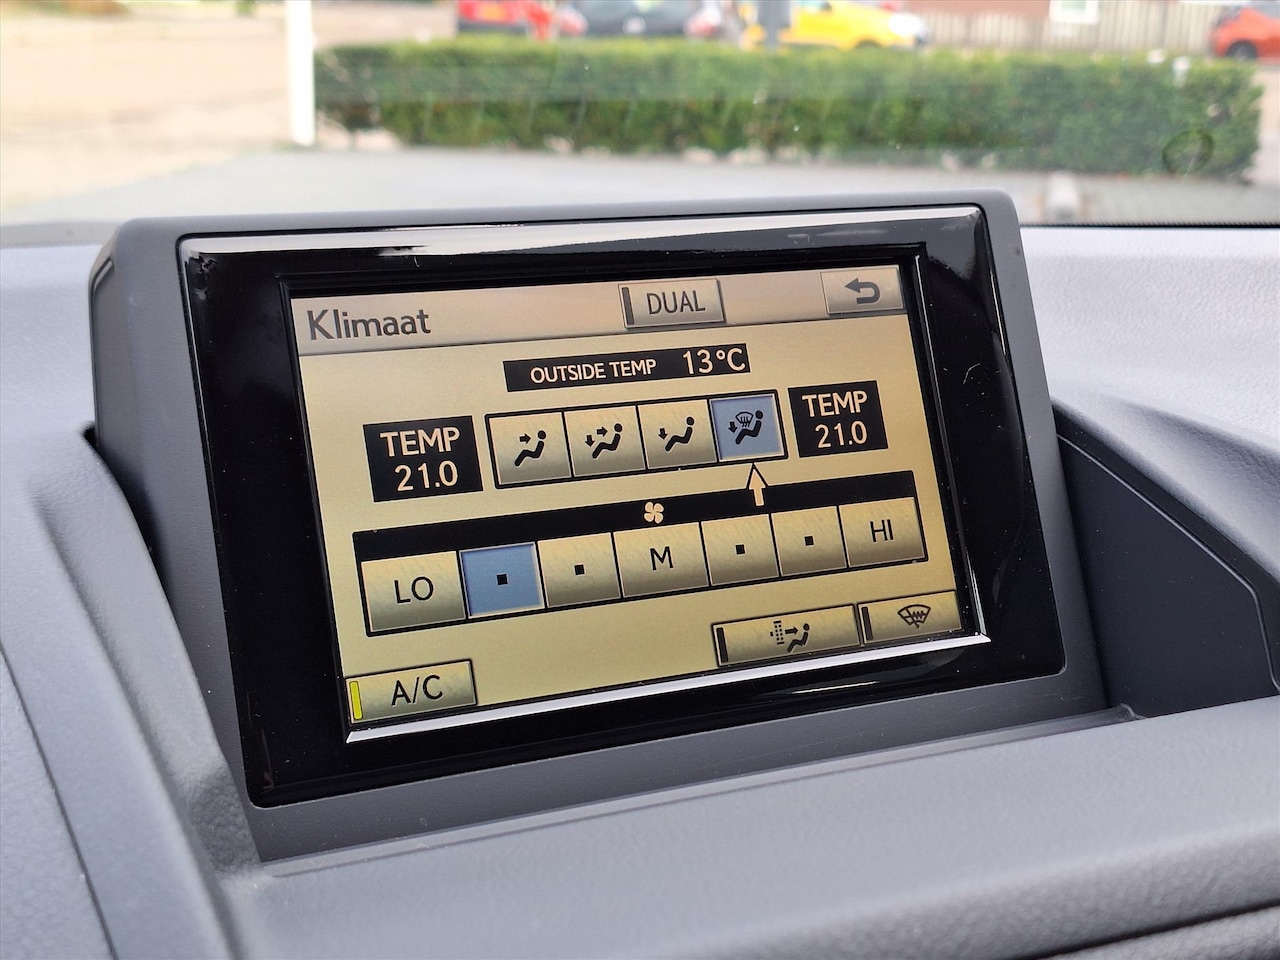 Klimaat
DUAL
OUTSIDE TEMP 13°C
TEMP
21.0
TEMP
21.0
LO
M
HI
A/C